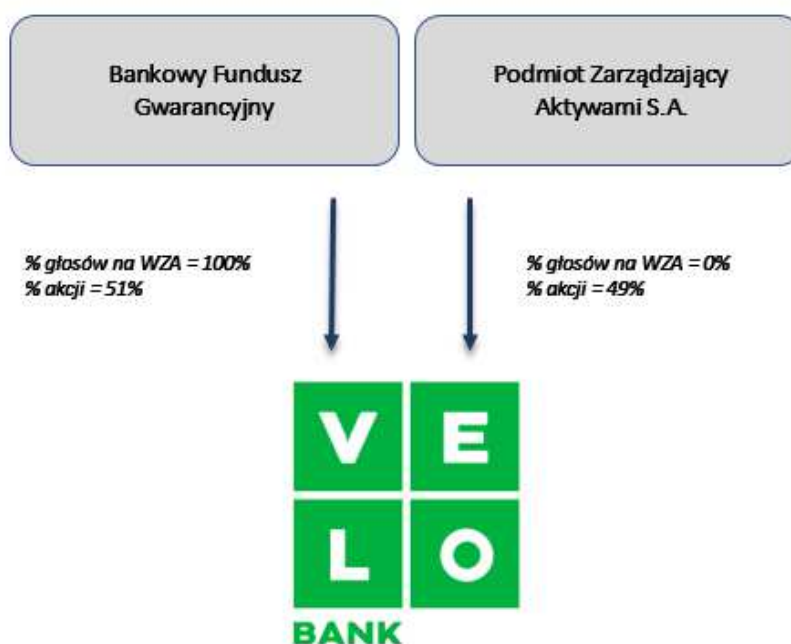 Bankowy Fundusz
Gwarancyjny
Podmiot Zarządzający
Aktywami S.A.
% głosów na WZA = 100%
% akcji = 51%
% głosów na WZA = 0%
% akcji = 49%
V E
L O
BANK